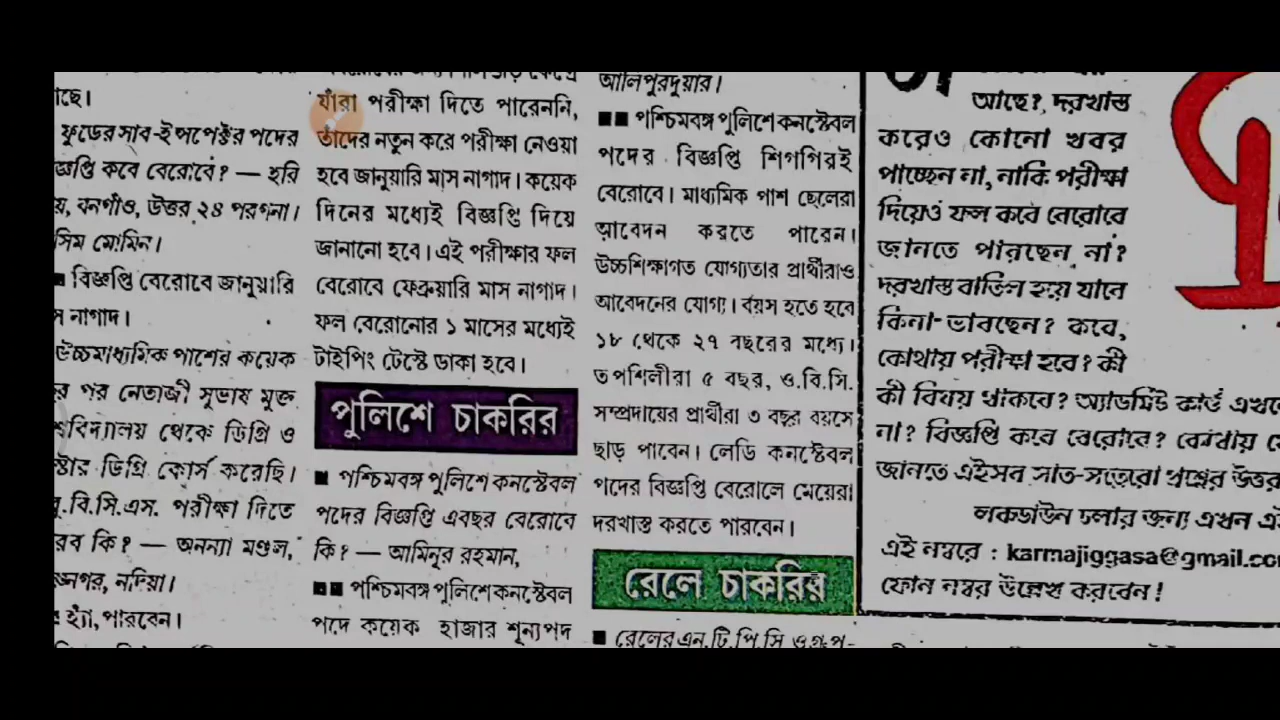 াছে।
ফুডের সাব-ইন্সপেক্টর পদের
জ্ঞপ্তি কবে বেরোবে? — হরি
য়, বনগাঁও, উত্তর ২৪ পরগনা।
সিম মোমিন।
■ বিজ্ঞপ্তি বেরোবে জানুয়ারি
স নাগাদ।
উচ্চমাধ্যমিক পাশের কয়েক
র পর নেতাজী সুভাষ মুক্ত
শ্ববিদ্যালয় থেকে ডিগ্রি ও
স্টার ডিগ্রি কোর্স করেছি।
বু.বি.সি.এস. পরীক্ষা দিতে
রব কি? — অনন্যা মণ্ডল,
নগর, নদিয়া।
হ্যাঁ, পারবেন।
যাঁরা পরীক্ষা দিতে পারেননি,
তাঁদের নতুন করে পরীক্ষা নেওয়া
হবে জানুয়ারি মাস নাগাদ। কয়েক
দিনের মধ্যেই বিজ্ঞপ্তি দিয়ে
জানানো হবে। এই পরীক্ষার ফল
বেরোবে ফেব্রুয়ারি মাস নাগাদ।
ফল বেরোনোর ১ মাসের মধ্যেই
টাইপিং টেস্টে ডাকা হবে।
পুলিশে চাকরির
■ পশ্চিমবঙ্গ পুলিশে কনস্টেবল
পদের বিজ্ঞপ্তি এবছর বেরোবে
কি? — আমিনূর রহমান,
■■ পশ্চিমবঙ্গ পুলিশে কনস্টেবল
পদে কয়েক হাজার শূন্যপদ
আলিপুরদুয়ার।
■■ পশ্চিমবঙ্গ পুলিশে কনস্টেবল
পদের বিজ্ঞপ্তি শিগগিরই
বেরোবে। মাধ্যমিক পাশ ছেলেরা
আবেদন করতে পারেন।
উচ্চশিক্ষাগত যোগ্যতার প্রার্থীরাও
আবেদনের যোগ্য। বয়স হতে হবে
১৮ থেকে ২৭ বছরের মধ্যে।
তপশিলীরা ৫ বছর, ও.বি.সি.
সম্প্রদায়ের প্রার্থীরা ৩ বছর বয়সে
ছাড় পাবেন। লেডি কনস্টেবল
পদের বিজ্ঞপ্তি বেরোলে মেয়েরা
দরখাস্ত করতে পারবেন।
রেলে চাকরির
■ রেলের এন.টি.পি.সি ও গ্রুপ-
আছে? দরখাস্ত
করেও কোনো খবর
পাচ্ছেন না, নাকি পরীক্ষা
দিয়েও ফল কবে বেরোবে
জানতে পারছেন না?
দরখাস্ত বাতিল হয়ে যাবে
কিনা ভাবছেন? কবে,
কোথায় পরীক্ষা হবে? কী
কী বিষয় থাকবে? অ্যাডমিট কার্ড এখনে
না? বিজ্ঞপ্তি কবে বেরোবে? কোথায়
জানতে এইসব সাত-সতেরো প্রশ্নের উত্তর
লকডাউন চলার জন্য এখন এই
এই নম্বরে : karmajiggasa@gmail.co
ফোন নম্বর উল্লেখ করবেন!